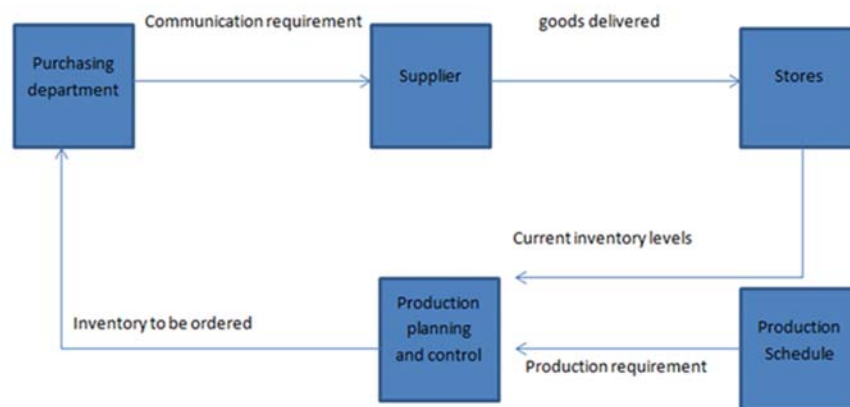 Communication requirement
goods delivered
Purchasing
department
Supplier
Stores
Current inventory levels
Production
planning
and control
Inventory to be ordered
Production
Schedule
Production requirement